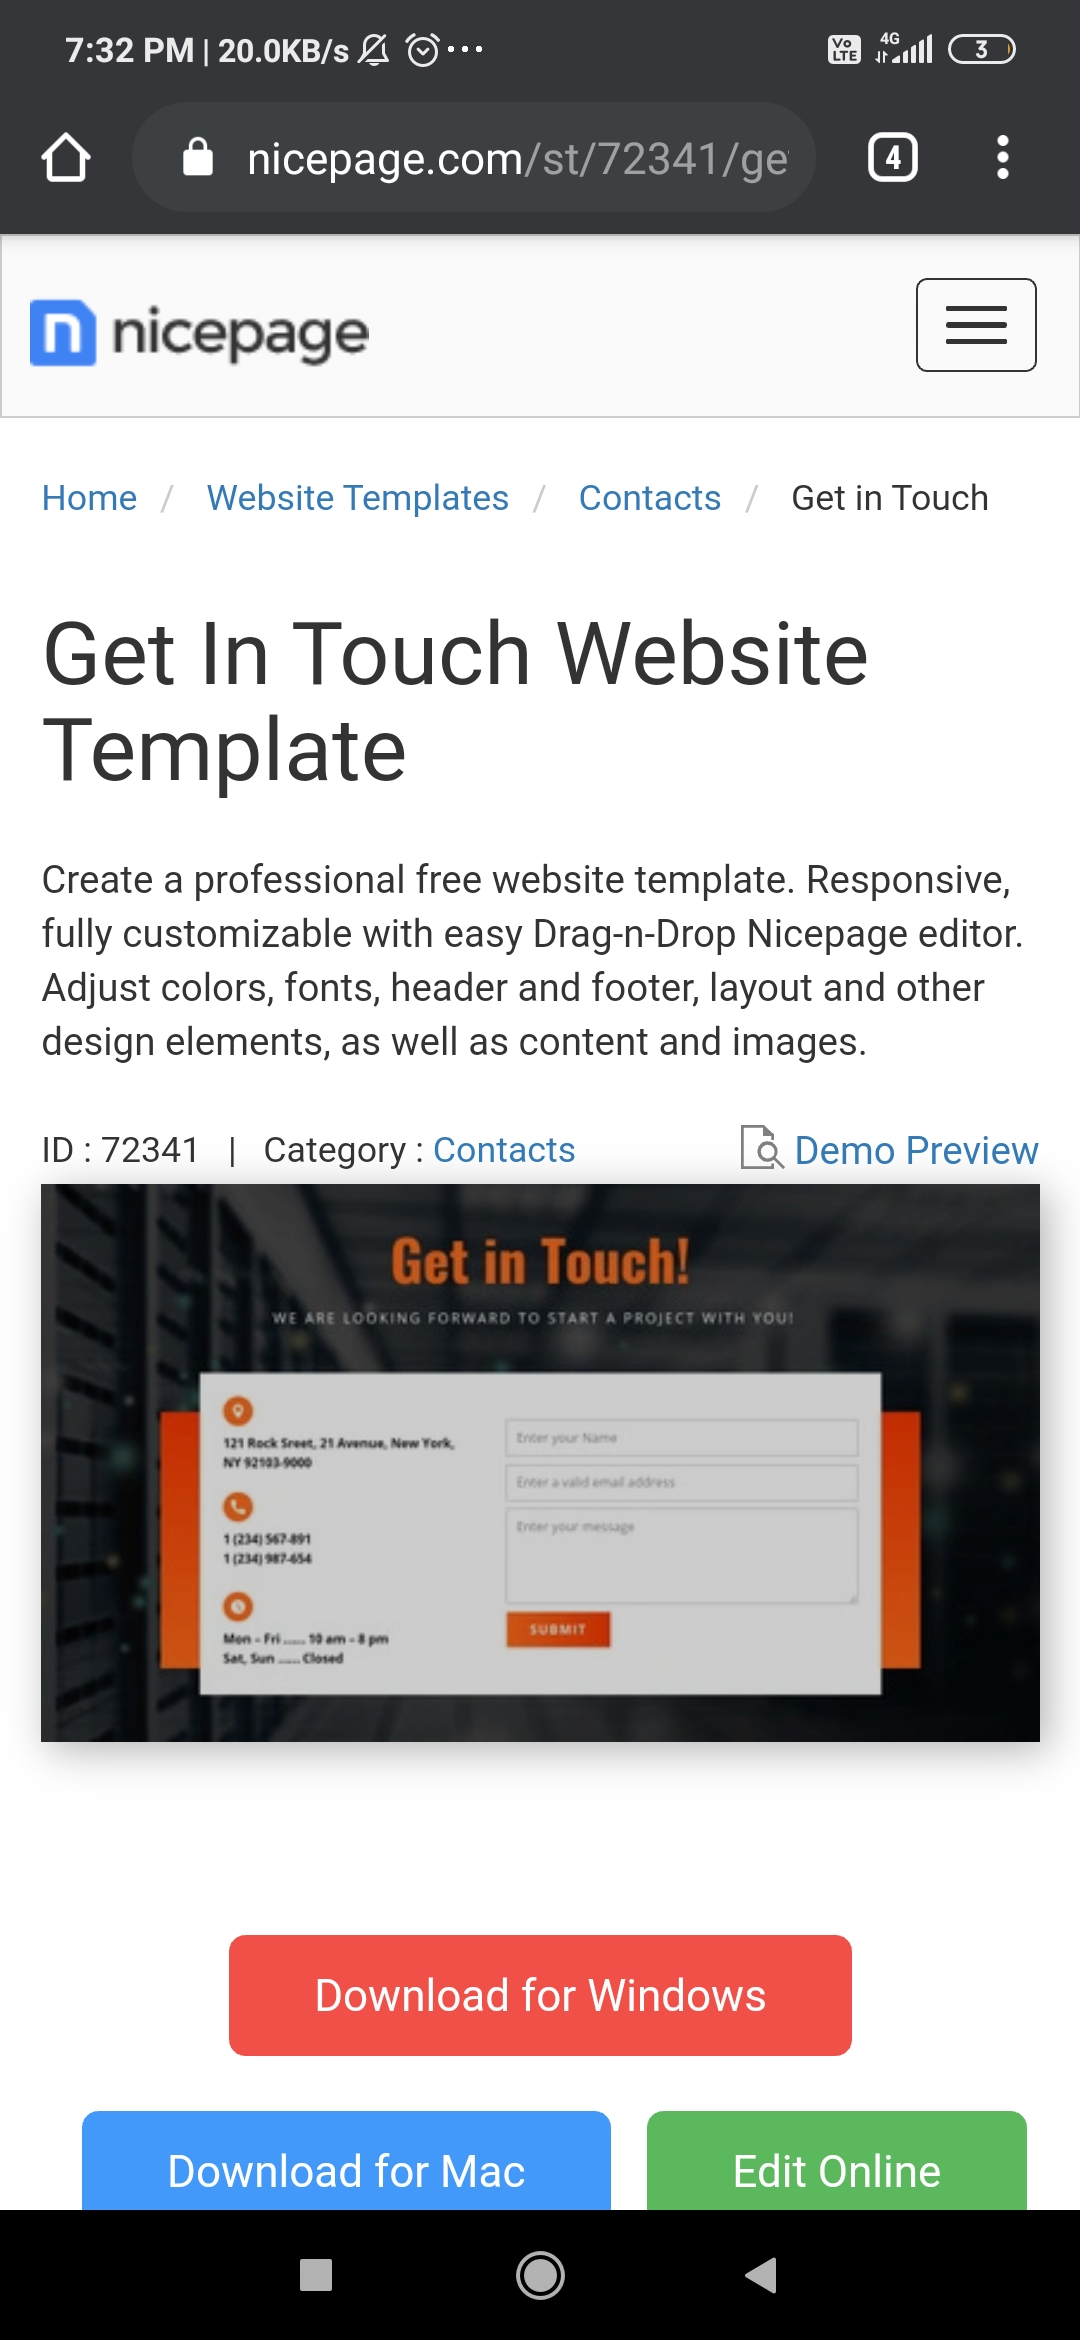 7:32 PM | 20.0KB/s
Vo LTE
4G
3
nicepage.com/st/72341/ge
4
nicepage
Home / Website Templates / Contacts / Get in Touch
Get In Touch Website
Template
Create a professional free website template. Responsive,
fully customizable with easy Drag-n-Drop Nicepage editor.
Adjust colors, fonts, header and footer, layout and other
design elements, as well as content and images.
ID : 72341 | Category : Contacts
Demo Preview
Get in Touch!
WE ARE LOOKING FORWARD TO START A PROJECT WITH YOU!
121 Rock Sreet, 21 Avenue, New York,
NY 92103-9000
1 (234) 567-891
1 (234) 987-654
Mon – Fri ...... 10 am – 8 pm
Sat, Sun ...... Closed
Enter your Name
Enter a valid email address
Enter your message
SUBMIT
Download for Windows
Download for Mac
Edit Online